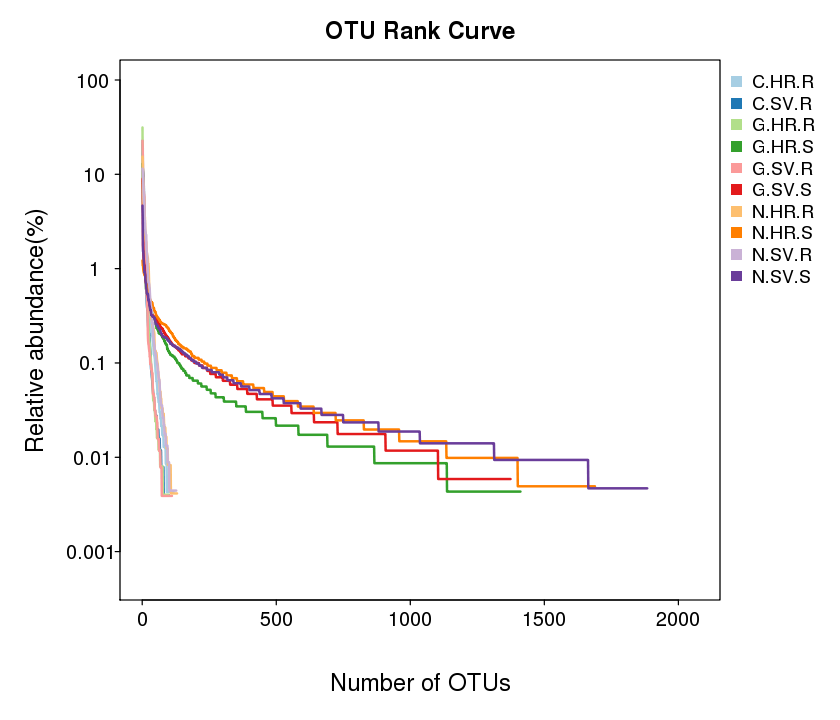 OTU Rank Curve
Relative abundance(%)
100
10
1
0.1
0.01
0.001
0 500 1000 1500 2000
Number of OTUs
C.HR.R
C.SV.R
G.HR.R
G.HR.S
G.SV.R
G.SV.S
N.HR.R
N.HR.S
N.SV.R
N.SV.S